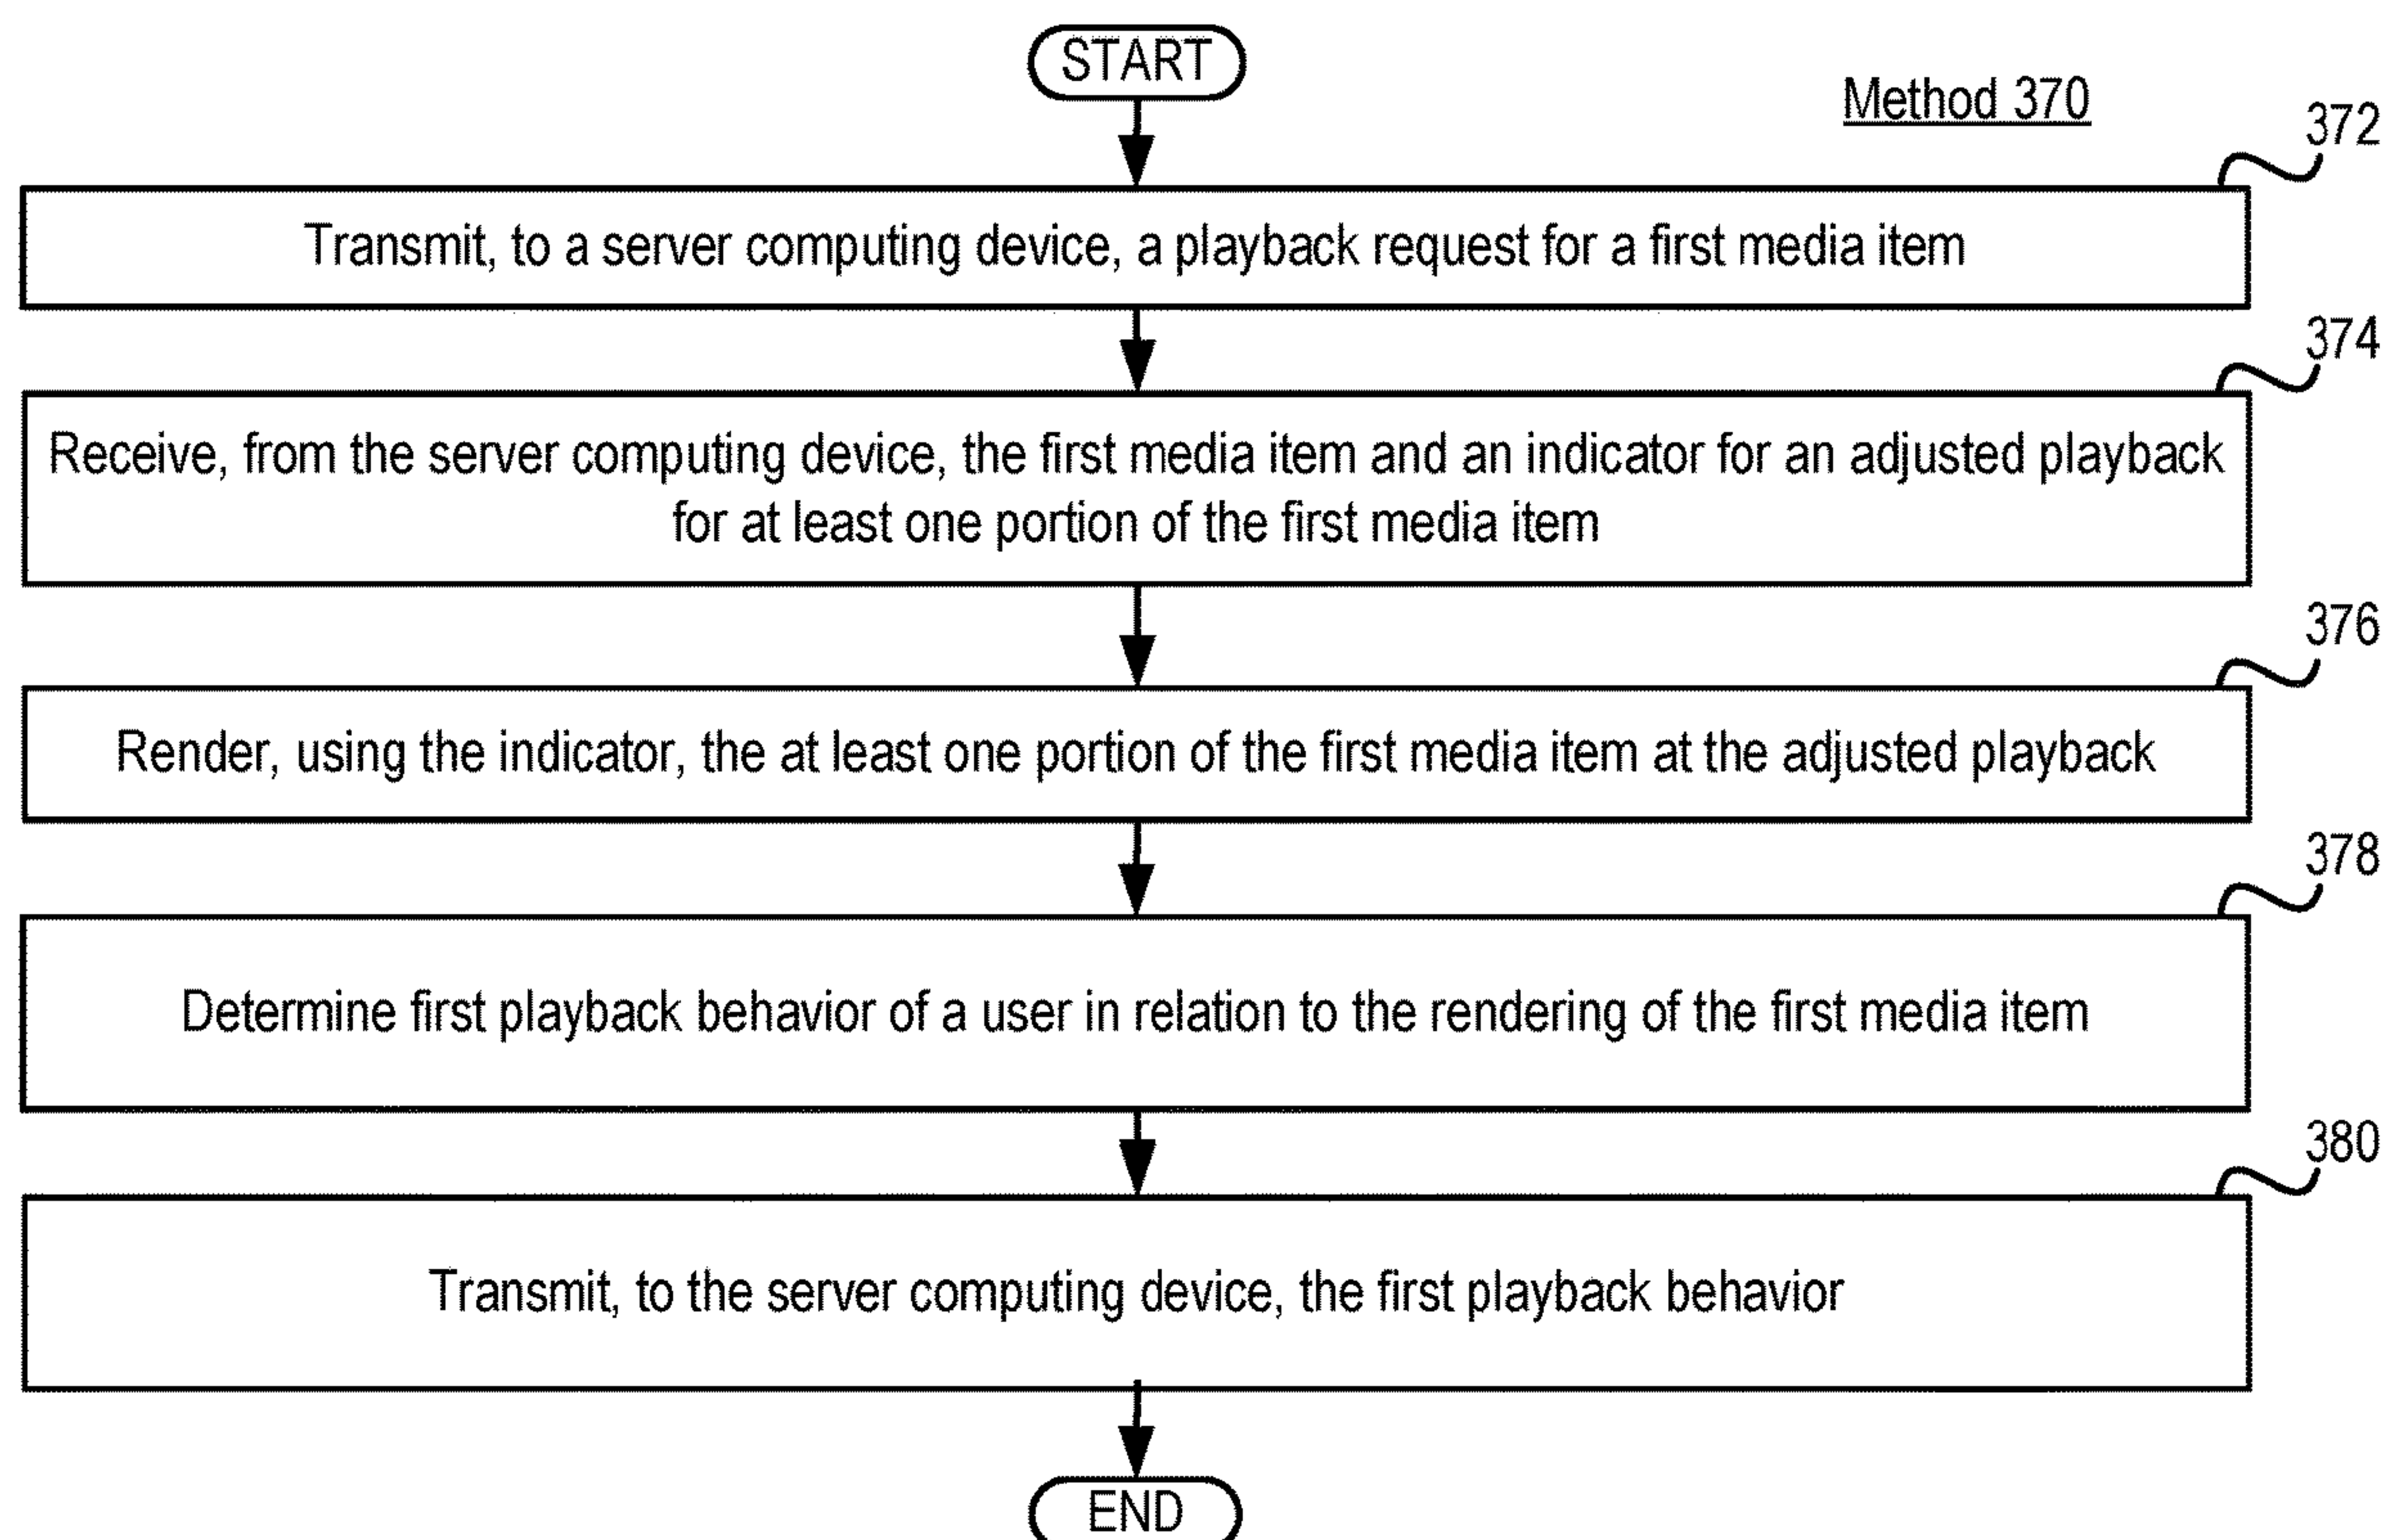 START
Method 370
372
Transmit, to a server computing device, a playback request for a first media item
374
Receive, from the server computing device, the first media item and an indicator for an adjusted playback
for at least one portion of the first media item
376
Render, using the indicator, the at least one portion of the first media item at the adjusted playback
378
Determine first playback behavior of a user in relation to the rendering of the first media item
380
Transmit, to the server computing device, the first playback behavior
END